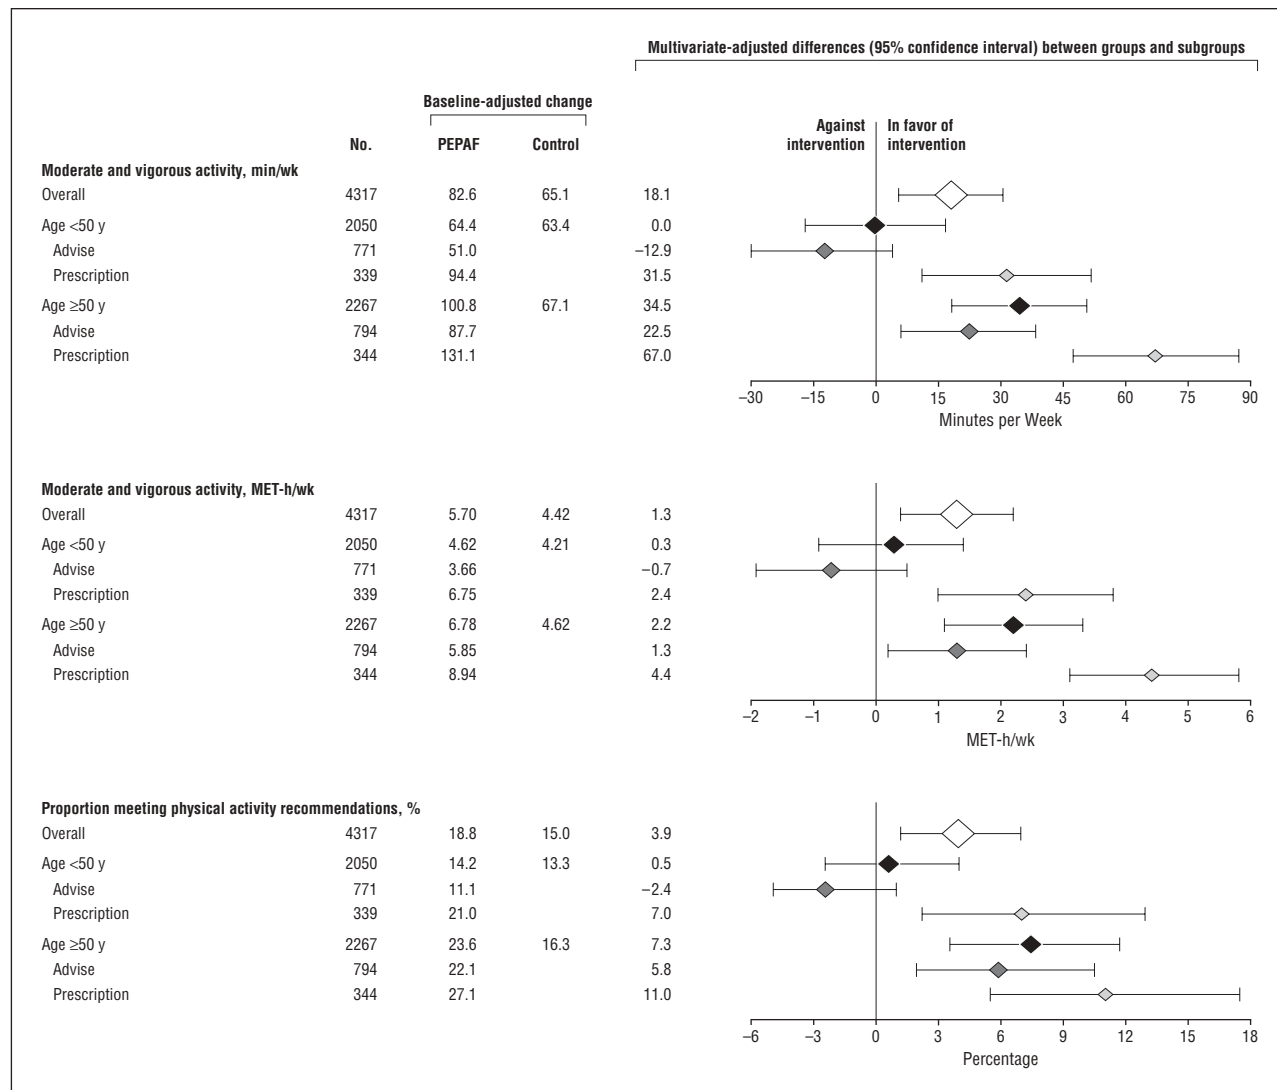 Multivariate-adjusted differences (95% confidence interval) between groups and subgroups
Baseline-adjusted change
Against intervention
In favor of intervention
No. PEPAF Control
Moderate and vigorous activity, min/wk
Overall 4317 82.6 65.1 18.1
Age <50 y 2050 64.4 63.4 0.0
Advise 771 51.0 −12.9
Prescription 339 94.4 31.5
Age ≥50 y 2267 100.8 67.1 34.5
Advise 794 87.7 22.5
Prescription 344 131.1 67.0
−30 −15 0 15 30 45 60 75 90
Minutes per Week
Moderate and vigorous activity, MET-h/wk
Overall 4317 5.70 4.42 1.3
Age <50 y 2050 4.62 4.21 0.3
Advise 771 3.66 −0.7
Prescription 339 6.75 2.4
Age ≥50 y 2267 6.78 4.62 2.2
Advise 794 5.85 1.3
Prescription 344 8.94 4.4
−2 −1 0 1 2 3 4 5 6
MET-h/wk
Proportion meeting physical activity recommendations, %
Overall 4317 18.8 15.0 3.9
Age <50 y 2050 14.2 13.3 0.5
Advise 771 11.1 −2.4
Prescription 339 21.0 7.0
Age ≥50 y 2267 23.6 16.3 7.3
Advise 794 22.1 5.8
Prescription 344 27.1 11.0
−6 −3 0 3 6 9 12 15 18
Percentage